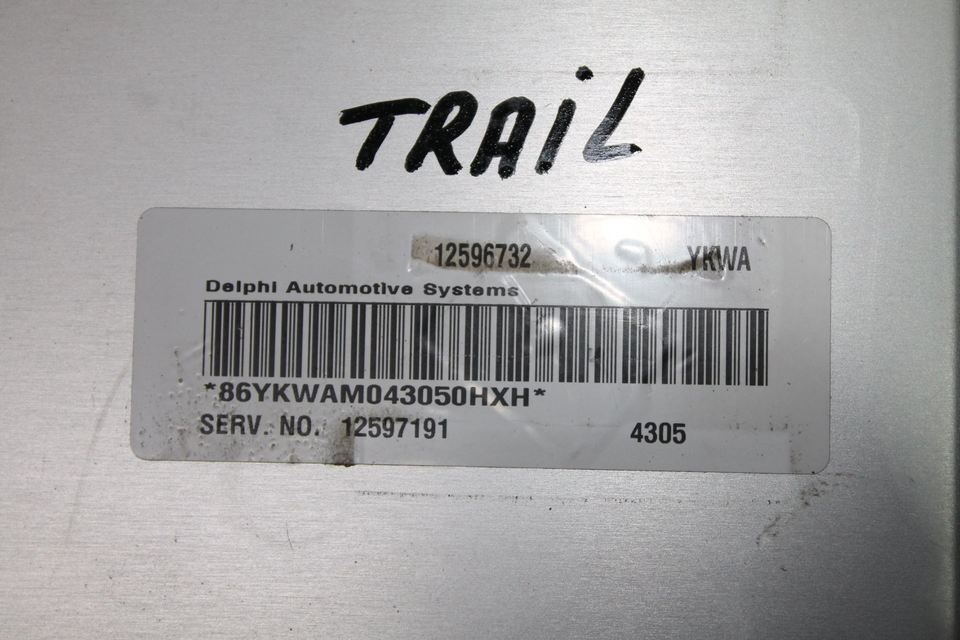 TRAiL
12596732 YKWA
Delphi Automotive Systems
*86YKWAM043050HXH*
SERV. NO. 12597191 4305